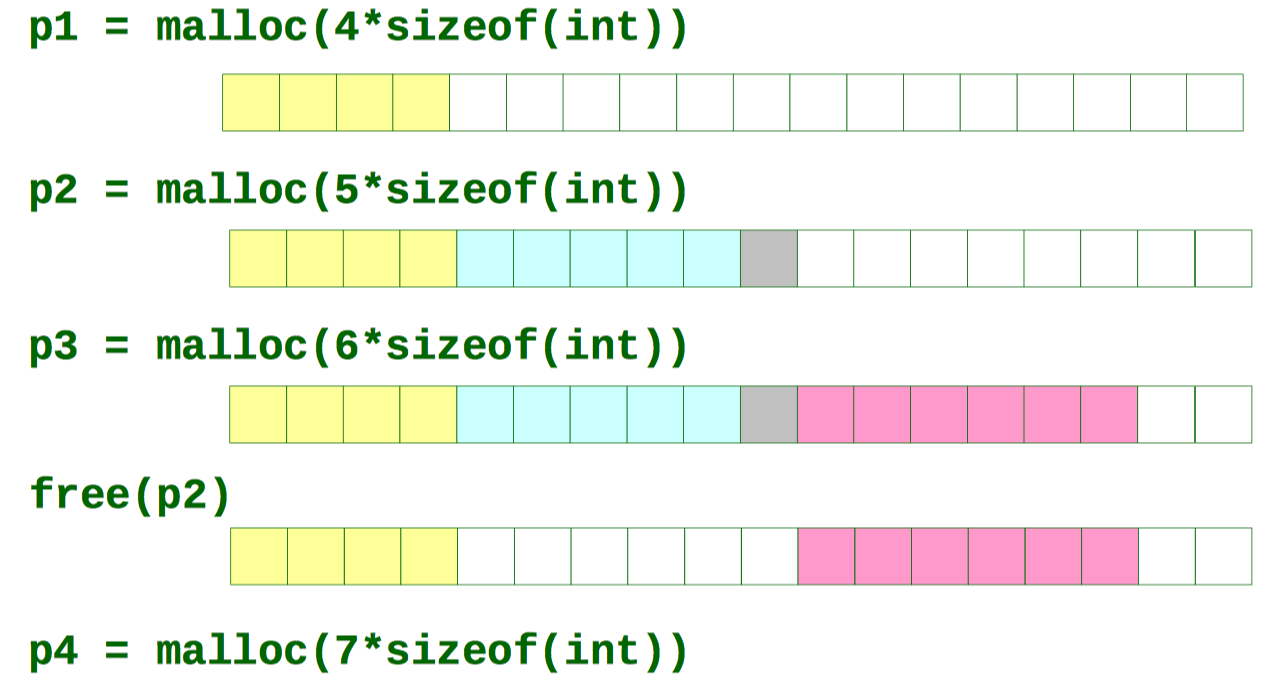 p1 = malloc(4*sizeof(int))
p2 = malloc(5*sizeof(int))
p3 = malloc(6*sizeof(int))
free(p2)
p4 = malloc(7*sizeof(int))